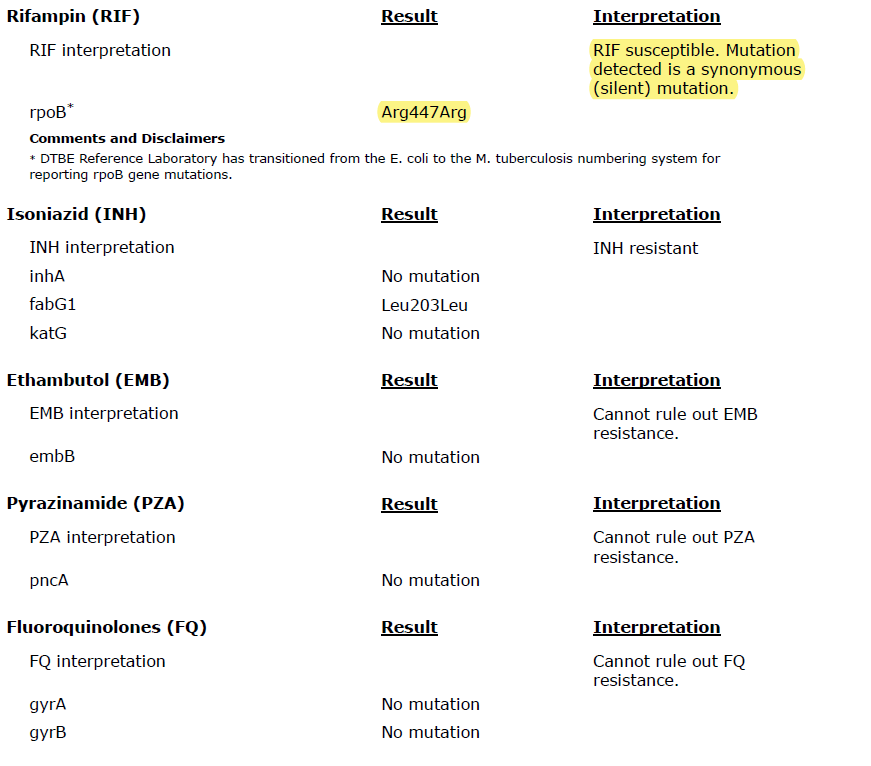 Rifampin (RIF) Result Interpretation
RIF interpretation RIF susceptible. Mutation
detected is a synonymous
(silent) mutation.
rpoB* Arg447Arg
Comments and Disclaimers
* DTBE Reference Laboratory has transitioned from the E. coli to the M. tuberculosis numbering system for
reporting rpoB gene mutations.
Isoniazid (INH) Result Interpretation
INH interpretation INH resistant
inhA No mutation
fabG1 Leu203Leu
katG No mutation
Ethambutol (EMB) Result Interpretation
EMB interpretation Cannot rule out EMB
resistance.
embB No mutation
Pyrazinamide (PZA) Result Interpretation
PZA interpretation Cannot rule out PZA
resistance.
pncA No mutation
Fluoroquinolones (FQ) Result Interpretation
FQ interpretation Cannot rule out FQ
resistance.
gyrA No mutation
gyrB No mutation